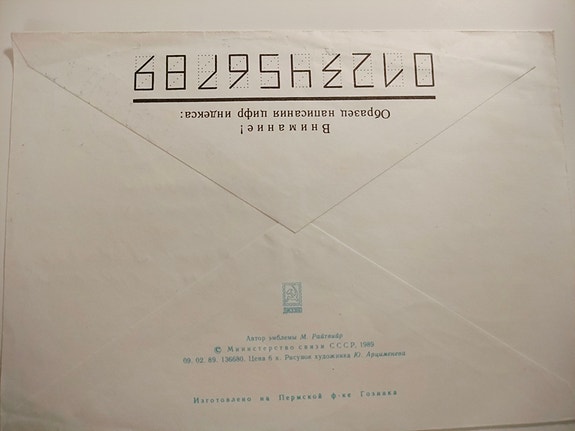 Внимание!
Образец написания цифр индекса:
0123456789
Автор эмблемы М.
© Министерство связи СССР, 1989
09. 02. 89. 136680. Цена 6 к. Рисунок художника Ю. Арцименева
Изготовлено на Пермской ф-ке Гознака